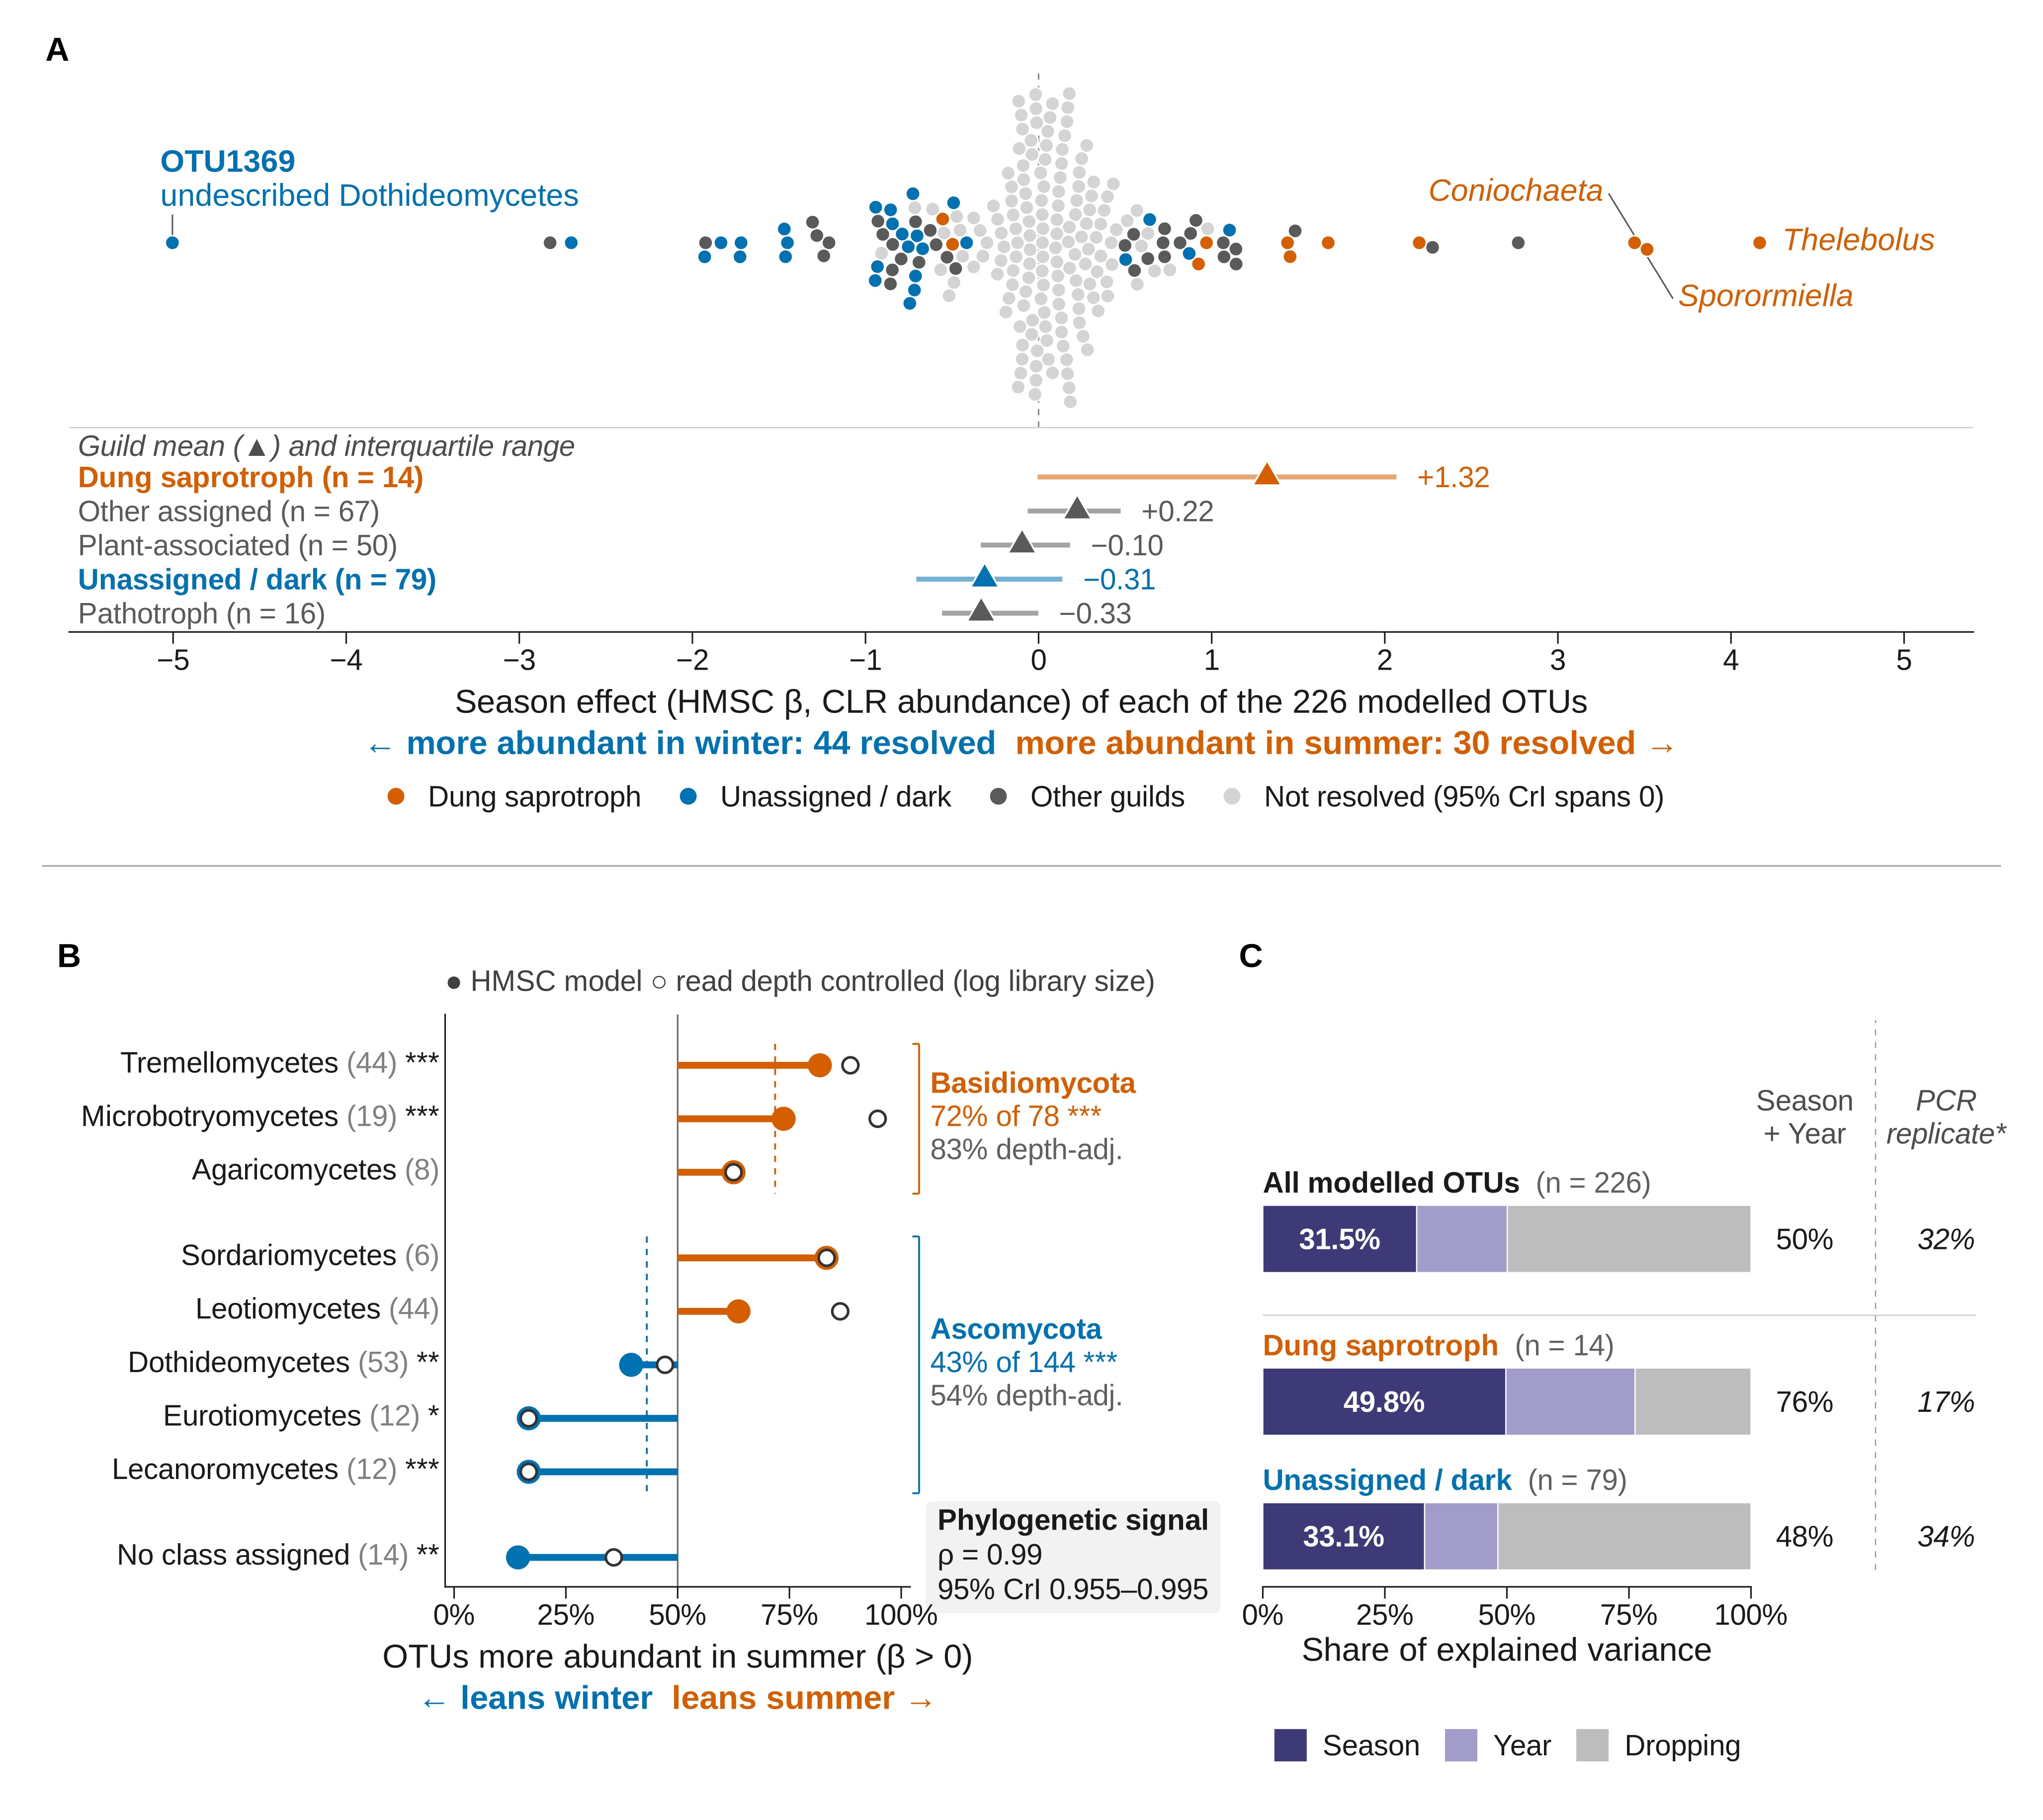 A
OTU1369
undescribed Dothideomycetes
Coniochaeta
Thelebolus
Sporormiella
Guild mean (▲) and interquartile range
Dung saprotroph (n = 14)
+1.32
Other assigned (n = 67)
+0.22
Plant-associated (n = 50)
−0.10
Unassigned / dark (n = 79)
−0.31
Pathotroph (n = 16)
−0.33
−5 −4 −3 −2 −1 0 1 2 3 4 5
Season effect (HMSC β, CLR abundance) of each of the 226 modelled OTUs
← more abundant in winter: 44 resolved more abundant in summer: 30 resolved →
Dung saprotroph Unassigned / dark Other guilds Not resolved (95% CrI spans 0)
B
● HMSC model ○ read depth controlled (log library size)
Tremellomycetes (44) ***
Microbotryomycetes (19) ***
Agaricomycetes (8)
Sordariomycetes (6)
Leotiomycetes (44)
Dothideomycetes (53) **
Eurotiomycetes (12) *
Lecanoromycetes (12) ***
No class assigned (14) **
Basidiomycota
72% of 78 ***
83% depth-adj.
Ascomycota
43% of 144 ***
54% depth-adj.
Phylogenetic signal
ρ = 0.99
95% CrI 0.955–0.995
0% 25% 50% 75% 100%
OTUs more abundant in summer (β > 0)
← leans winter leans summer →
C
Season
+ Year
PCR
replicate*
All modelled OTUs (n = 226)
31.5% 50% 32%
Dung saprotroph (n = 14)
49.8% 76% 17%
Unassigned / dark (n = 79)
33.1% 48% 34%
0% 25% 50% 75% 100%
Share of explained variance
Season Year Dropping